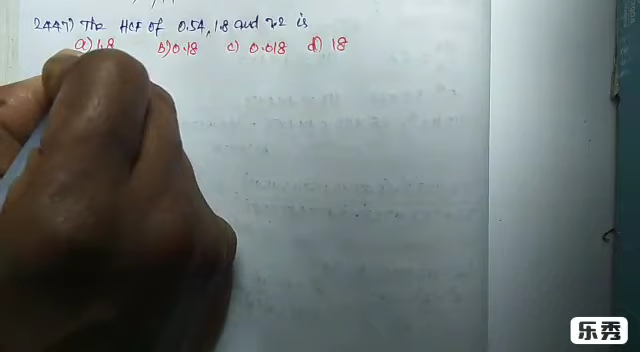 2447) The HCF of 0.54, 1.8 and 7.2 is
a) 1.8 b) 0.18 c) 0.018 d) 18
乐秀